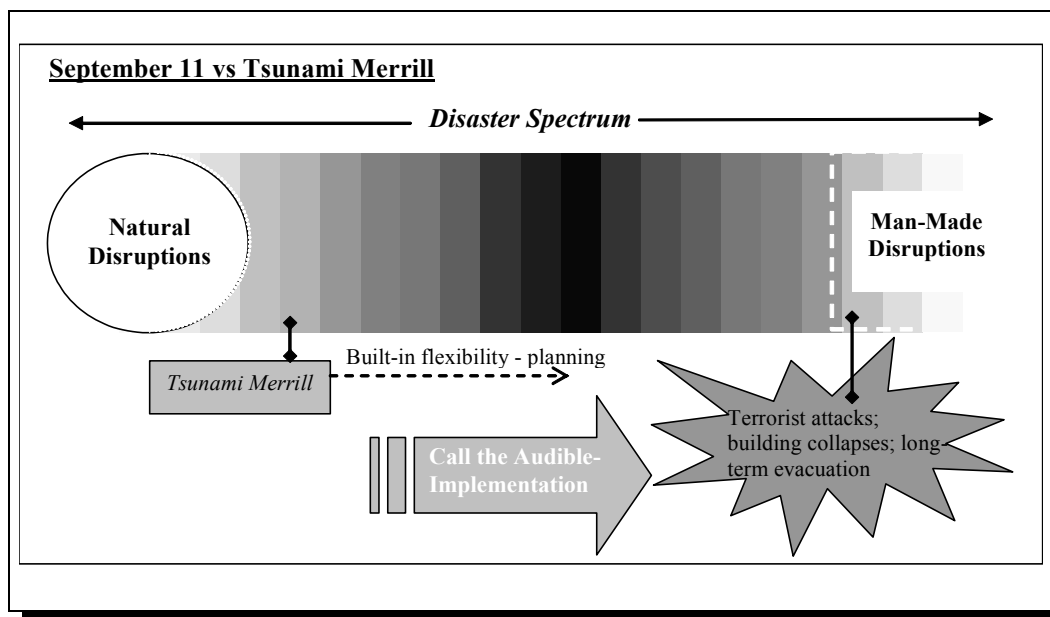 September 11 vs Tsunami Merrill
Disaster Spectrum
Natural
Disruptions
Man-Made
Disruptions
Built-in flexibility - planning
Tsunami Merrill
Call the Audible-
Implementation
Terrorist attacks;
building collapses; long-
term evacuation